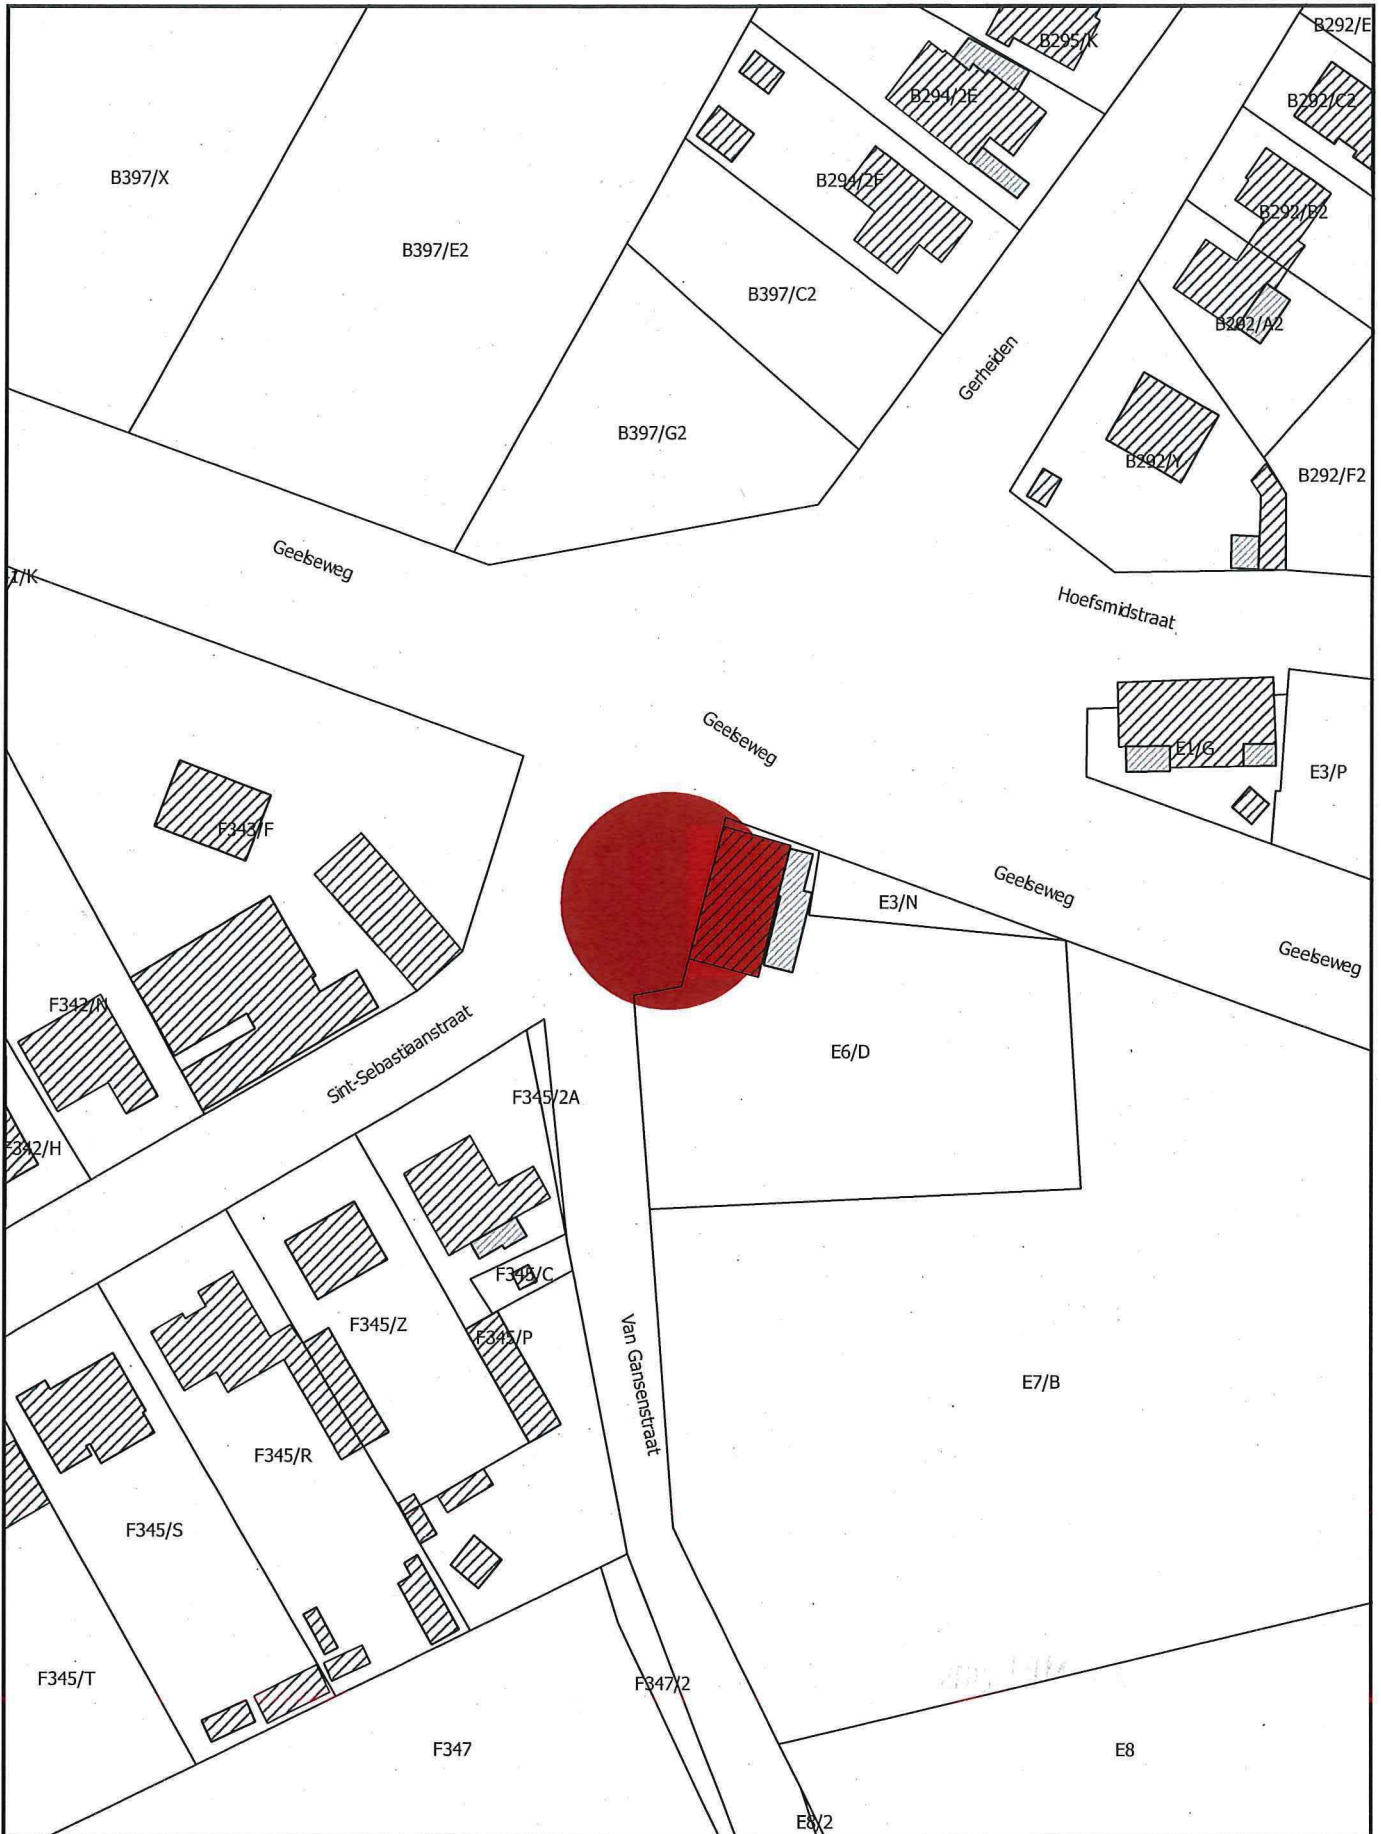 B292/E
B295/K
B294/2E
B292/C2
B397/X
B294/2F
B292/B2
B397/E2
B397/C2
B292/A2
Gerheiden
B397/G2
B292/Y
B292/F2
Geelseweg
1/K
Hoefsmidstraat
Geelseweg
E1/G
E3/P
F343/F
Geelseweg
E3/N
Geelseweg
F342/N
Sint-Sebastiaanstraat
E6/D
F345/2A
F342/H
F345/C
F345/Z
F345/P
Van Gansenstraat
E7/B
F345/R
F345/S
F345/T
F347/2
F347
E8
E8/2